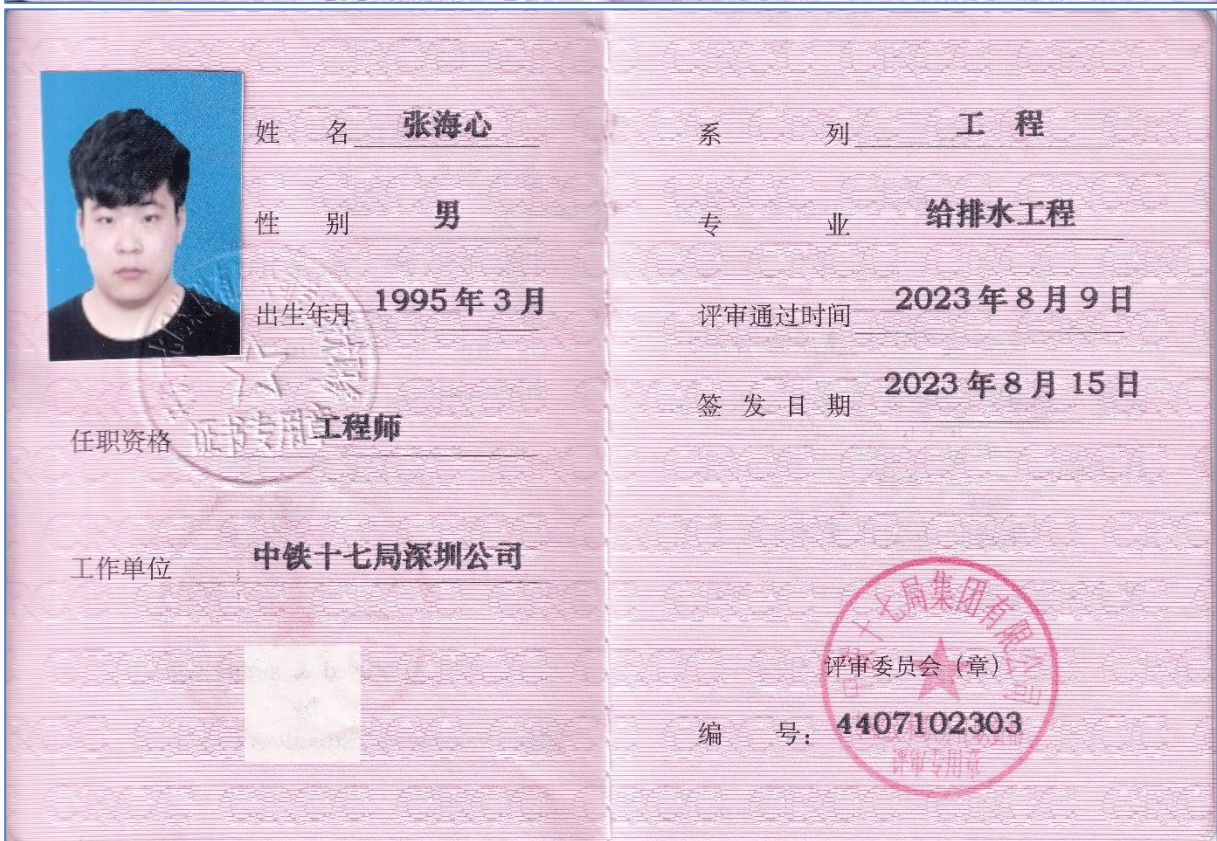 姓名 张海心
性别 男
出生年月 1995年3月
任职资格 工程师
工作单位 中铁十七局深圳公司
证书专用章
系列 工程
专业 给排水工程
评审通过时间 2023年8月9日
签发日期 2023年8月15日
中铁十七局集团有限公司
评审委员会（章）
编号：4407102303